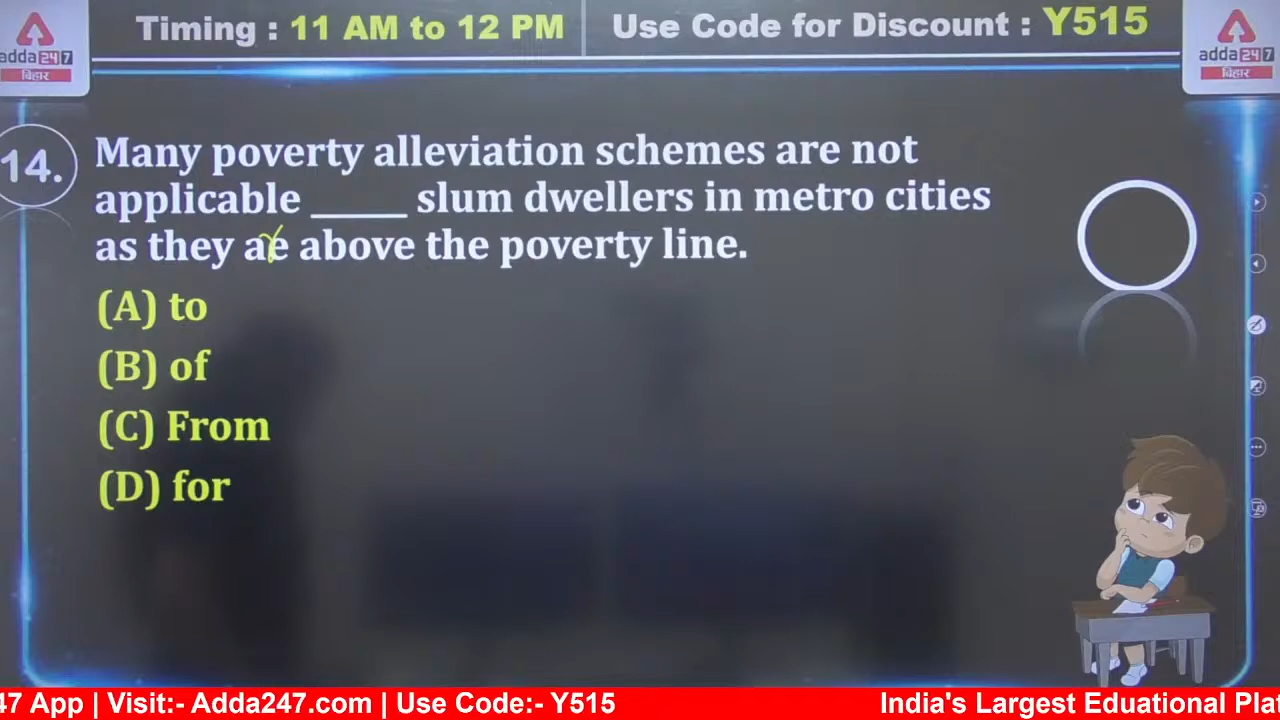 Timing : 11 AM to 12 PM
Use Code for Discount : Y515
adda247
बिहार
adda247
बिहार
14.
Many poverty alleviation schemes are not
applicable _____ slum dwellers in metro cities
as they are above the poverty line.
(A) to
(B) of
(C) From
(D) for
47 App | Visit:- Adda247.com | Use Code:- Y515
India's Largest Eduational Plat